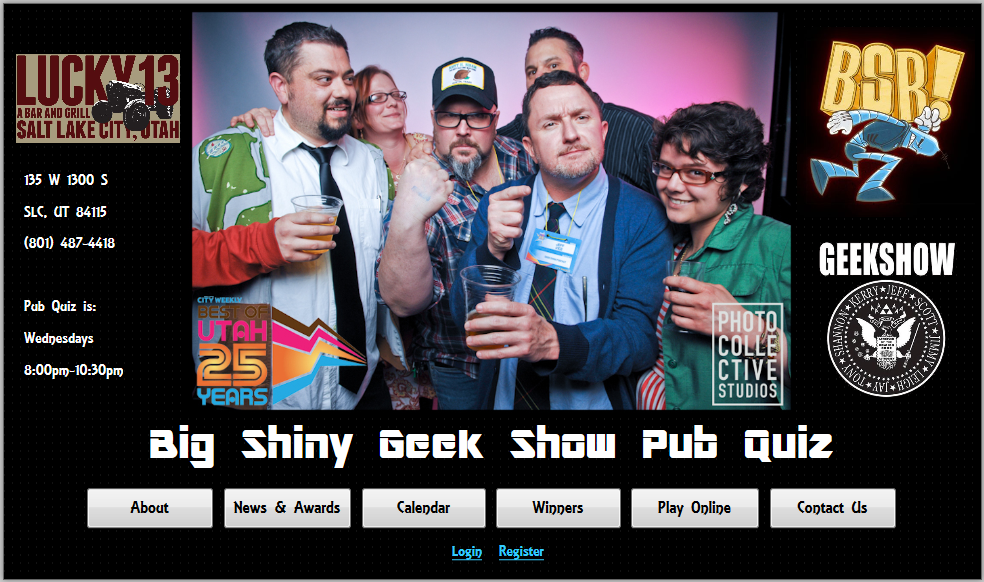 LUCKY 13
A BAR AND GRILL
SALT LAKE CITY, UTAH
135 W 1300 S
SLC, UT 84115
(801) 487-4418
Pub Quiz is:
Wednesdays
8:00pm-10:30pm
CITY WEEKLY
BEST OF
UTAH
25
YEARS
PHOTO
COLLE
CTIVE
STUDIOS
BSR!
GEEKSHOW
SHANNON ★ KERRY ★ JEFF ★ SCOTT
JIMMY ★ LEIGH ★ JAY ★ TONY
Big Shiny Geek Show Pub Quiz
About
News & Awards
Calendar
Winners
Play Online
Contact Us
Login Register